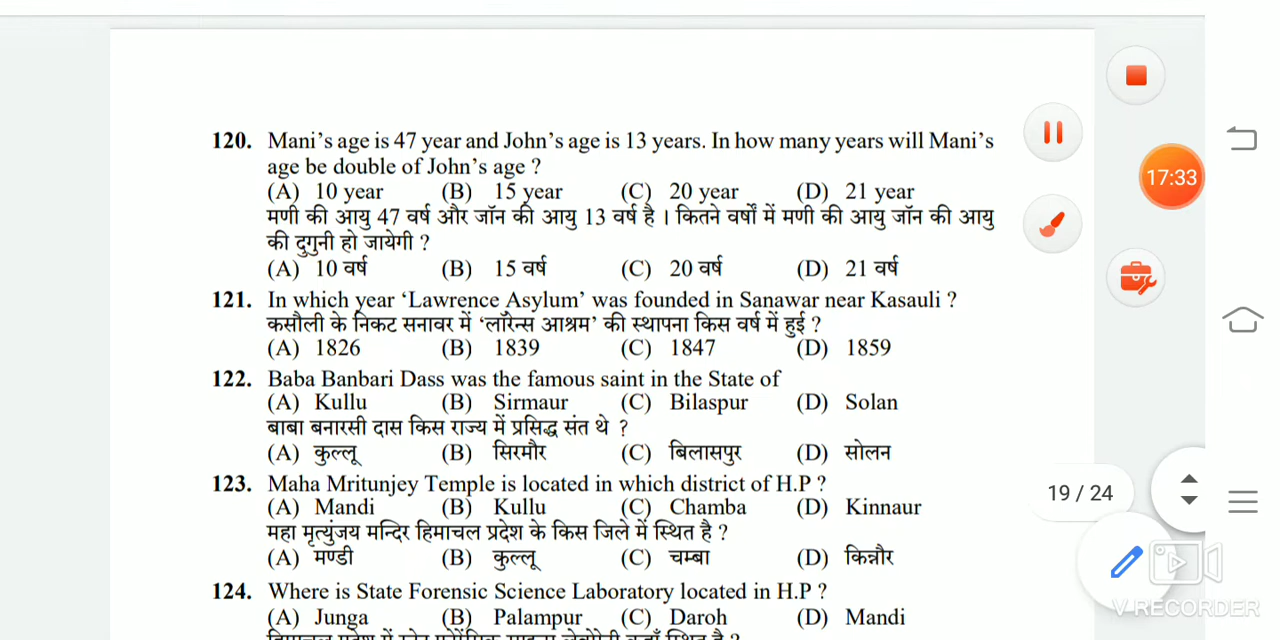 120. Mani's age is 47 year and John's age is 13 years. In how many years will Mani's
age be double of John's age ?
(A) 10 year (B) 15 year (C) 20 year (D) 21 year
मणी की आयु 47 वर्ष और जॉन की आयु 13 वर्ष है । कितने वर्षों में मणी की आयु जॉन की आयु
की दुगुनी हो जायेगी ?
(A) 10 वर्ष (B) 15 वर्ष (C) 20 वर्ष (D) 21 वर्ष
121. In which year ‘Lawrence Asylum’ was founded in Sanawar near Kasauli ?
कसौली के निकट सनावर में ‘लॉरेन्स आश्रम’ की स्थापना किस वर्ष में हुई ?
(A) 1826 (B) 1839 (C) 1847 (D) 1859
122. Baba Banbari Dass was the famous saint in the State of
(A) Kullu (B) Sirmaur (C) Bilaspur (D) Solan
बाबा बनारसी दास किस राज्य में प्रसिद्ध संत थे ?
(A) कुल्लू (B) सिरमौर (C) बिलासपुर (D) सोलन
123. Maha Mritunjey Temple is located in which district of H.P ?
(A) Mandi (B) Kullu (C) Chamba (D) Kinnaur
महा मृत्युंजय मन्दिर हिमाचल प्रदेश के किस जिले में स्थित है ?
(A) मण्डी (B) कुल्लू (C) चम्बा (D) किन्नौर
124. Where is State Forensic Science Laboratory located in H.P ?
(A) Junga (B) Palampur (C) Daroh (D) Mandi
17:33
19 / 24
V RECORDER